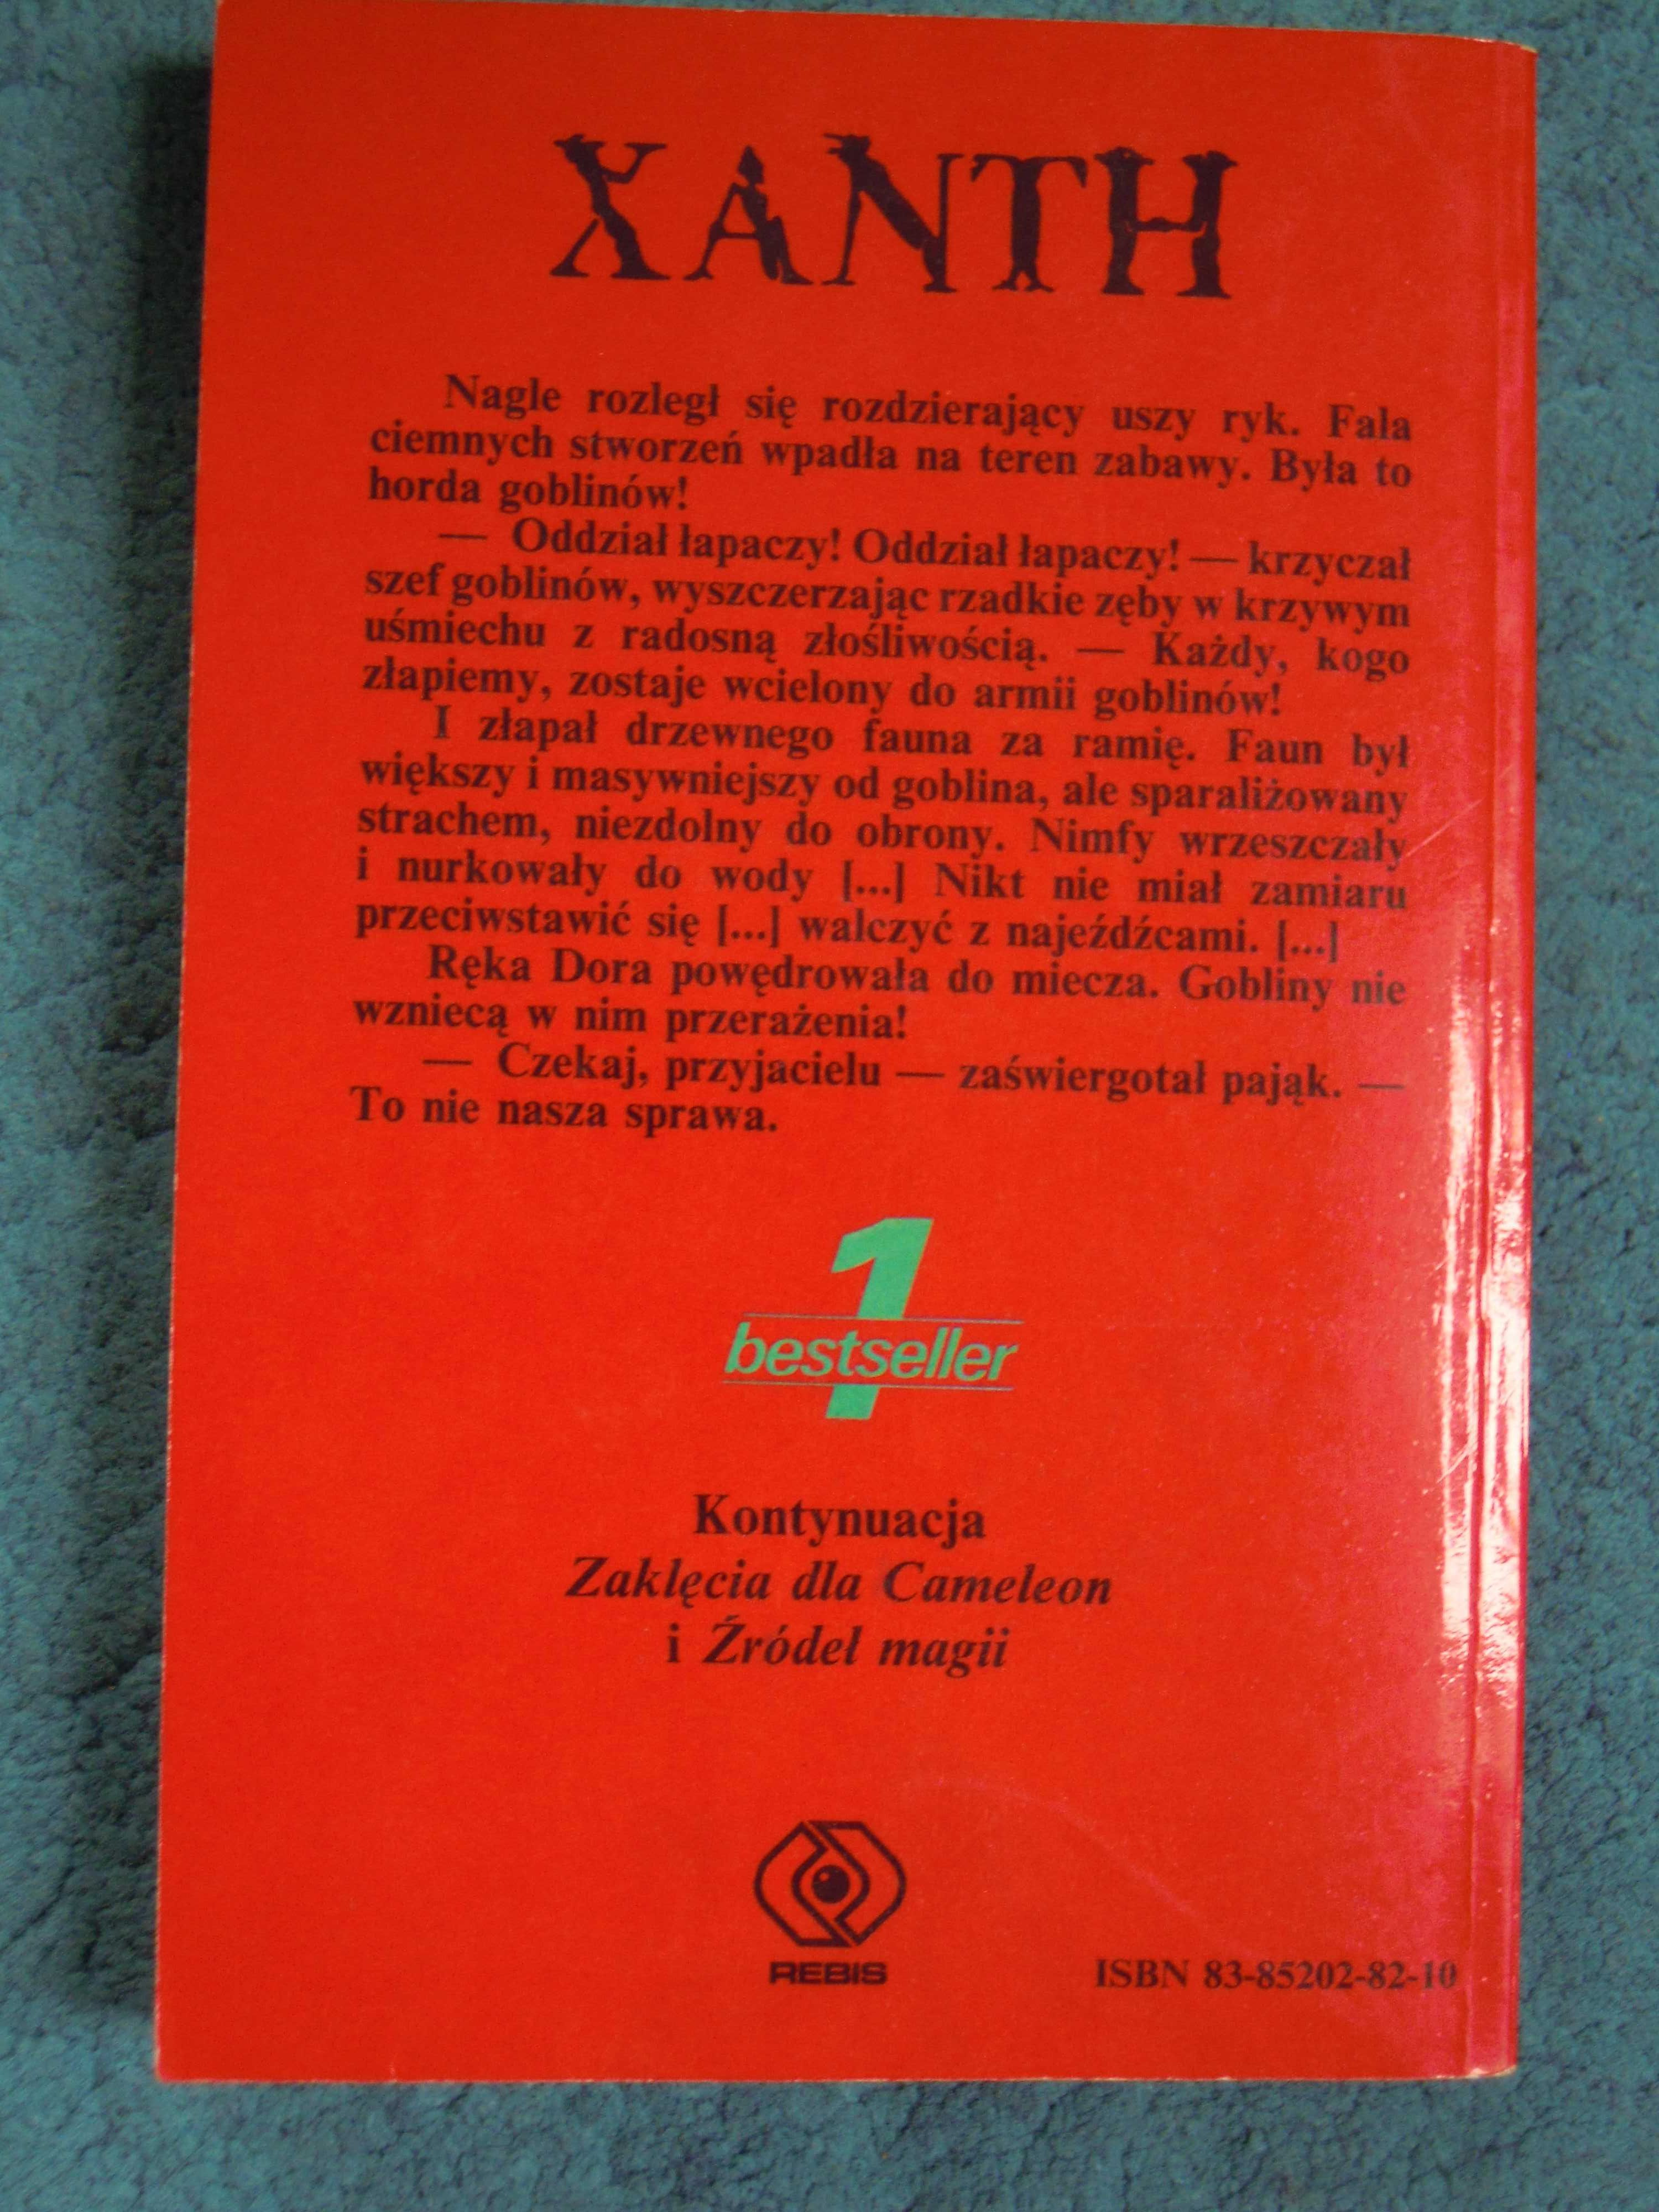 XANTH
Nagle rozległ się rozdzierający uszy ryk. Fala
ciemnych stworzeń wpadła na teren zabawy. Była to
horda goblinów!
— Oddział łapaczy! Oddział łapaczy! — krzyczał
szef goblinów, wyszczerzając rzadkie zęby w krzywym
uśmiechu z radosną złośliwością. — Każdy, kogo
złapiemy, zostaje wcielony do armii goblinów!
I złapał drzewnego fauna za ramię. Faun był
większy i masywniejszy od goblina, ale sparaliżowany
strachem, niezdolny do obrony. Nimfy wrzeszczały
i nurkowały do wody [...] Nikt nie miał zamiaru
przeciwstawić się [...] walczyć z najeźdźcami. [...]
Ręka Dora powędrowała do miecza. Gobliny nie
wzniecą w nim przerażenia!
— Czekaj, przyjacielu — zaświergotał pająk. —
To nie nasza sprawa.
1
bestseller
Kontynuacja
Zaklęcia dla Cameleon
i Źródeł magii
REBIS
ISBN 83-85202-82-10